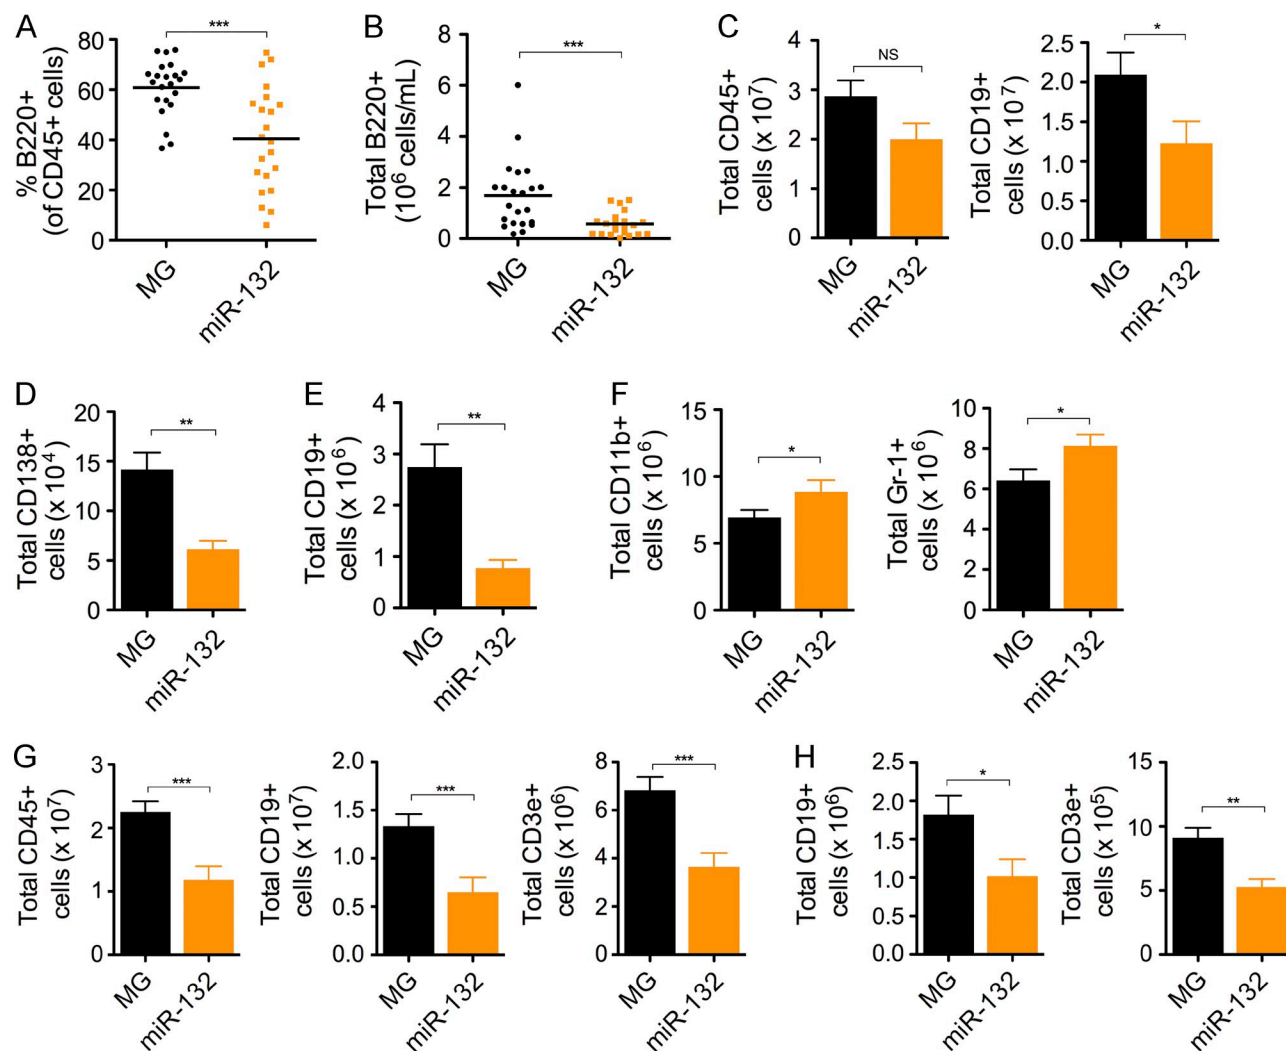 A
% B220+
(of CD45+ cells)
80
60
40
20
0
***
MG
miR-132
B
Total B220+
(10⁶ cells/mL)
8
6
4
2
0
***
MG
miR-132
C
Total CD45+
cells (x 10⁷)
4
3
2
1
0
NS
MG
miR-132
Total CD19+
cells (x 10⁷)
2.5
2.0
1.5
1.0
0.5
0.0
*
MG
miR-132
D
Total CD138+
cells (x 10⁴)
20
15
10
5
0
**
MG
miR-132
E
Total CD19+
cells (x 10⁶)
4
3
2
1
0
**
MG
miR-132
F
Total CD11b+
cells (x 10⁶)
15
10
5
0
*
MG
miR-132
Total Gr-1+
cells (x 10⁶)
10
8
6
4
2
0
*
MG
miR-132
G
Total CD45+
cells (x 10⁷)
3
2
1
0
***
MG
miR-132
Total CD19+
cells (x 10⁷)
2.0
1.5
1.0
0.5
0.0
***
MG
miR-132
Total CD3e+
cells (x 10⁶)
8
6
4
2
0
***
MG
miR-132
H
Total CD19+
cells (x 10⁶)
2.5
2.0
1.5
1.0
0.5
0.0
*
MG
miR-132
Total CD3e+
cells (x 10⁵)
15
10
5
0
**
MG
miR-132